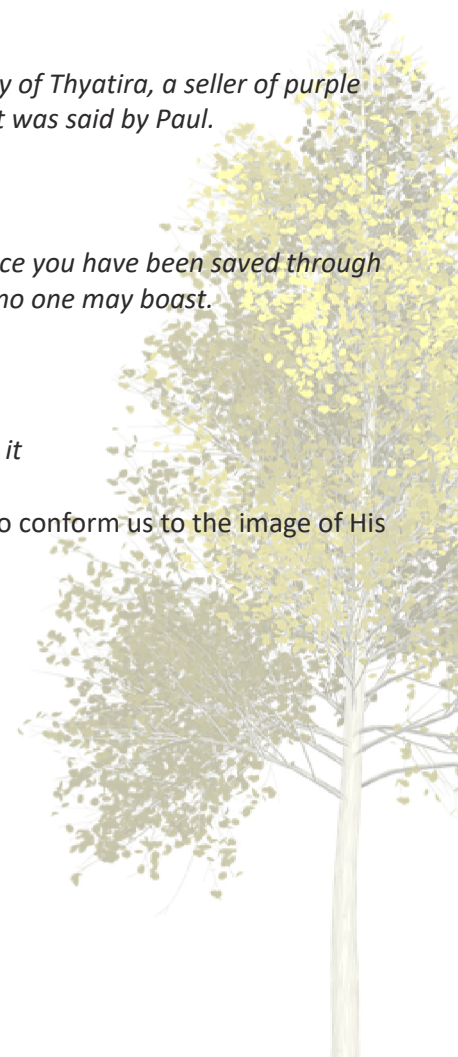 y of Thyatira, a seller of purple
t was said by Paul.
ce you have been saved through
no one may boast.
it
o conform us to the image of His